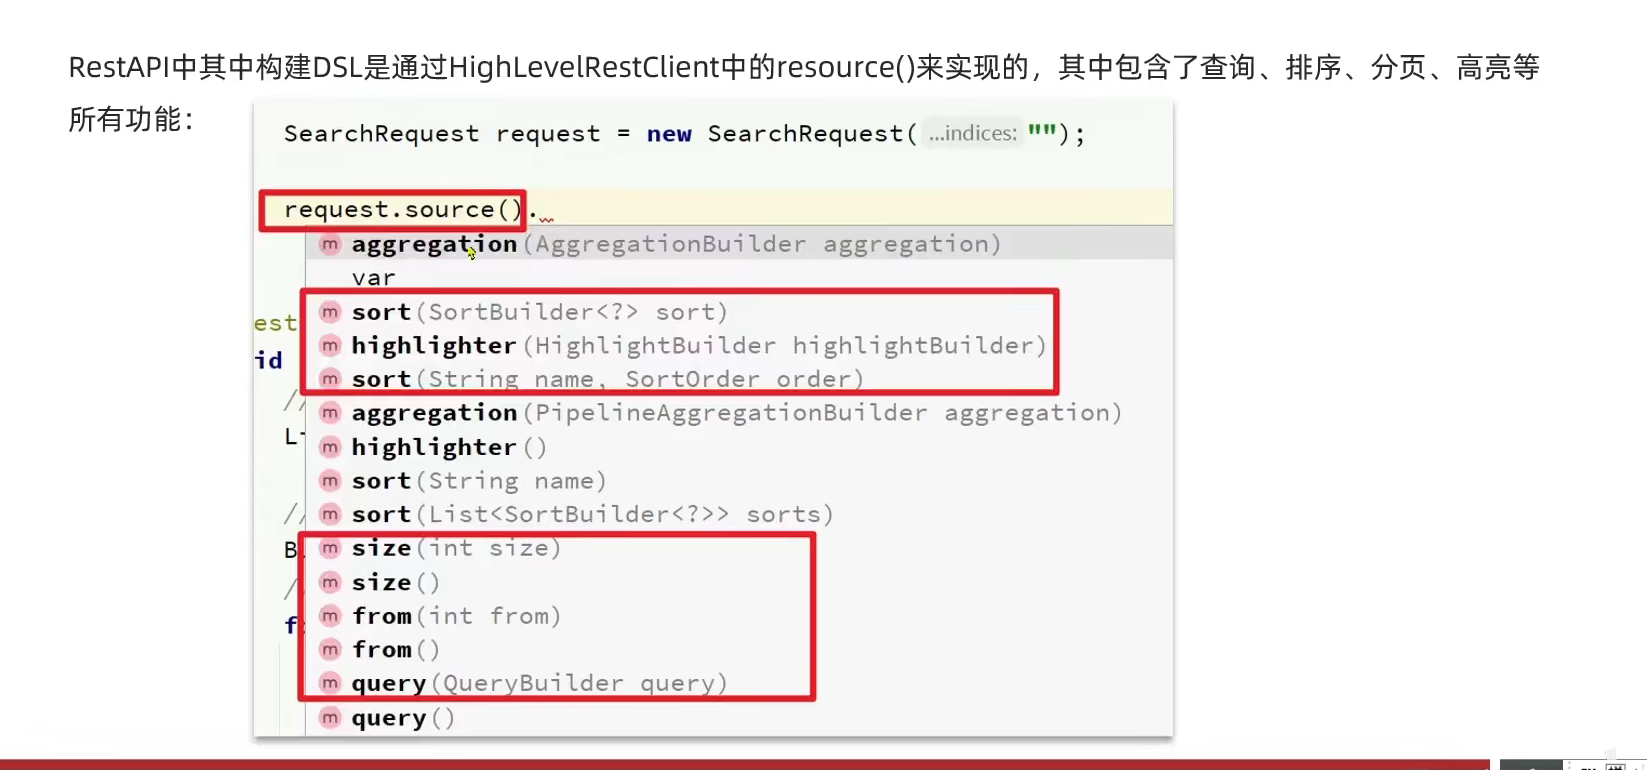 RestAPI中其中构建DSL是通过HighLevelRestClient中的resource()来实现的，其中包含了查询、排序、分页、高亮等
所有功能：
SearchRequest request = new SearchRequest( ...indices: "");
request.source().
m aggregation(AggregationBuilder aggregation)
var
m sort(SortBuilder<?> sort)
est
m highlighter(HighlightBuilder highlightBuilder)
id
m sort(String name, SortOrder order)
//
m aggregation(PipelineAggregationBuilder aggregation)
m highlighter()
m sort(String name)
//
m sort(List<SortBuilder<?>> sorts)
B
m size(int size)
m size()
/
m from(int from)
f
m from()
m query(QueryBuilder query)
m query()